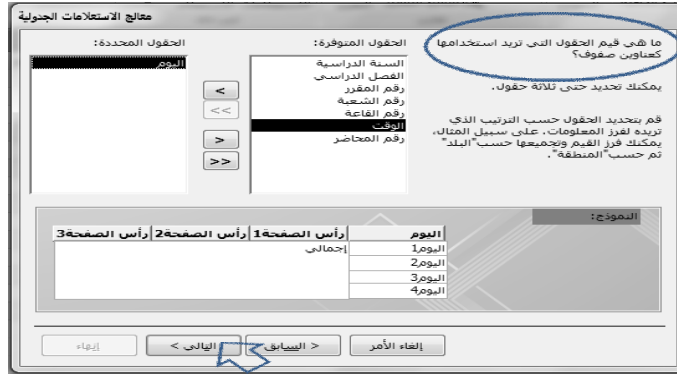 معالج الاستعلامات الجدولية
ما هي قيم الحقول التي تريد استخدامها
كعناوين صفوف؟
يمكنك تحديد حتى ثلاثة حقول.
قم بتحديد الحقول حسب الترتيب الذي
تريده لفرز المعلومات. على سبيل المثال،
يمكنك فرز القيم وتجميعها حسب"البلد"
ثم حسب"المنطقة".
الحقول المتوفرة:
السنة الدراسية
الفصل الدراسي
رقم المقرر
رقم الشعبة
رقم القاعة
الوقت
رقم المحاضر
<
<<
>
>>
الحقول المحددة:
اليوم
النموذج:
اليوم رأس الصفحة1 رأس الصفحة2 رأس الصفحة3
اليوم1 إجمالي
اليوم2
اليوم3
اليوم4
إلغاء الأمر
< السابق
التالي >
إنهاء